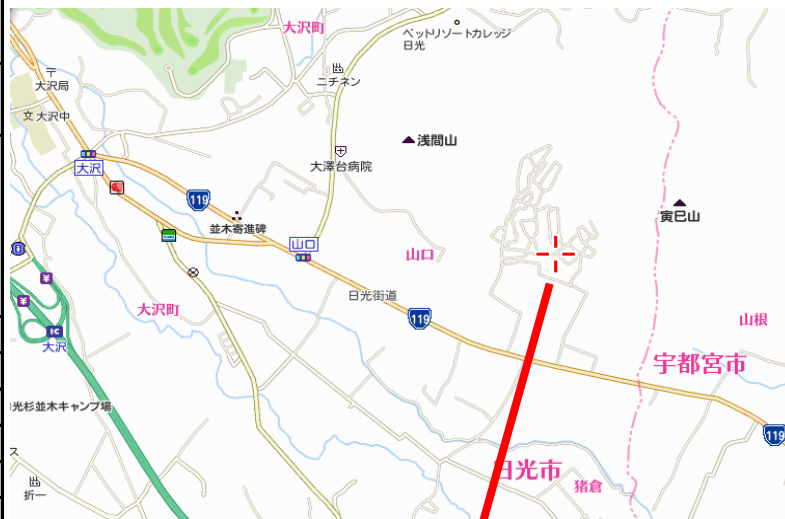 大沢町
ペットリゾートカレッジ
日光
ニチネン
大沢局
文 大沢中
大沢
大澤台病院
浅間山
119
並木寄進碑
山口
寅巳山
山口
日光街道
119
大沢町
山根
IC
大沢
宇都宮市
光杉並木キャンプ場
119
ス
日光市
猪倉
折一